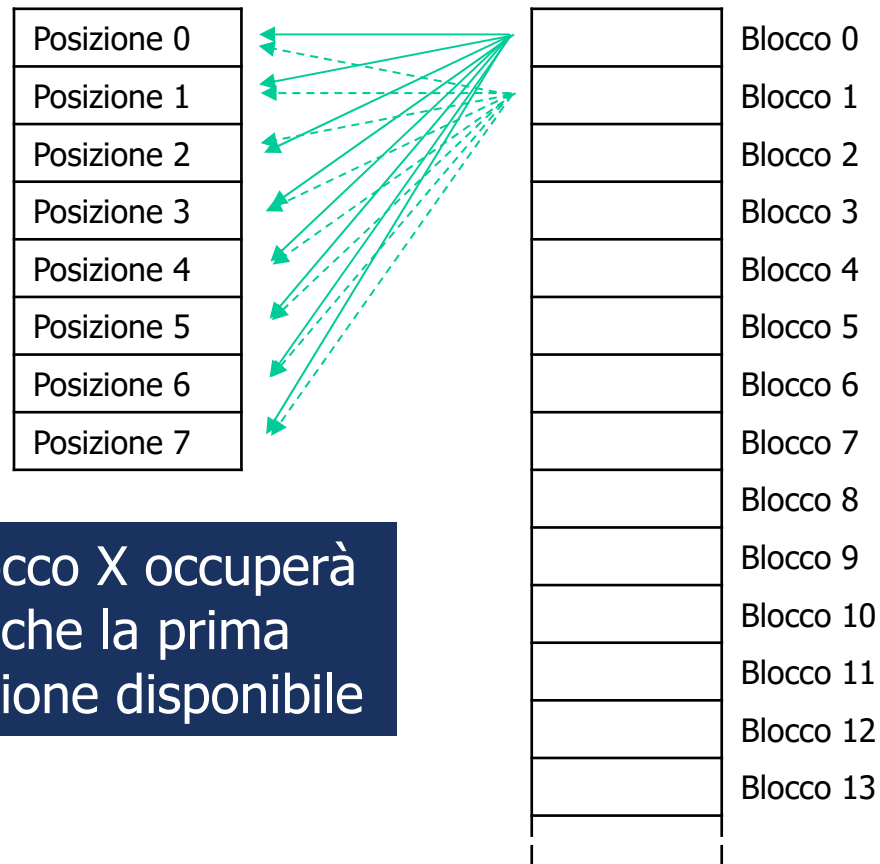 Posizione 0
Posizione 1
Posizione 2
Posizione 3
Posizione 4
Posizione 5
Posizione 6
Posizione 7
Blocco 0
Blocco 1
Blocco 2
Blocco 3
Blocco 4
Blocco 5
Blocco 6
Blocco 7
Blocco 8
Blocco 9
Blocco 10
Blocco 11
Blocco 12
Blocco 13
occo X occuperà
che la prima
ione disponibile